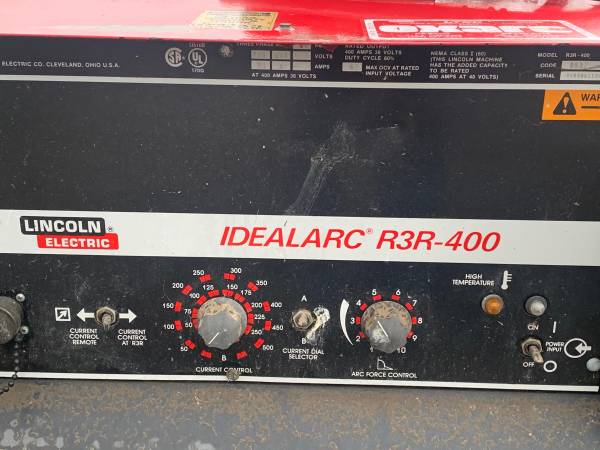 ELECTRIC CO. CLEVELAND, OHIO U.S.A.
SA
UL
THREE PHASE
VOLTS
AMPS
AT 400 AMPS 36 VOLTS
RATED OUTPUT
400 AMPS 36 VOLTS
DUTY CYCLE 60%
MAX OCV AT RATED
INPUT VOLTAGE
NEMA CLASS I (60)
(THIS LINCOLN MACHINE
HAS THE ADDED CAPACITY
TO BE RATED
400 AMPS AT 40 VOLTS)
MODEL R3R-400
CODE
SERIAL
WAR
LINCOLN
ELECTRIC
IDEALARC® R3R-400
HIGH
TEMPERATURE
CURRENT
CONTROL
REMOTE
CURRENT
CONTROL
AT R3R
50 100 150 200 250 300 350 400 450 500
50 75 100 125 150 175
B
CURRENT CONTROL
A
B
CURRENT DIAL
SELECTOR
2 3 4 5 6 7 8 9 10
ARC FORCE CONTROL
ON
OFF
POWER
INPUT